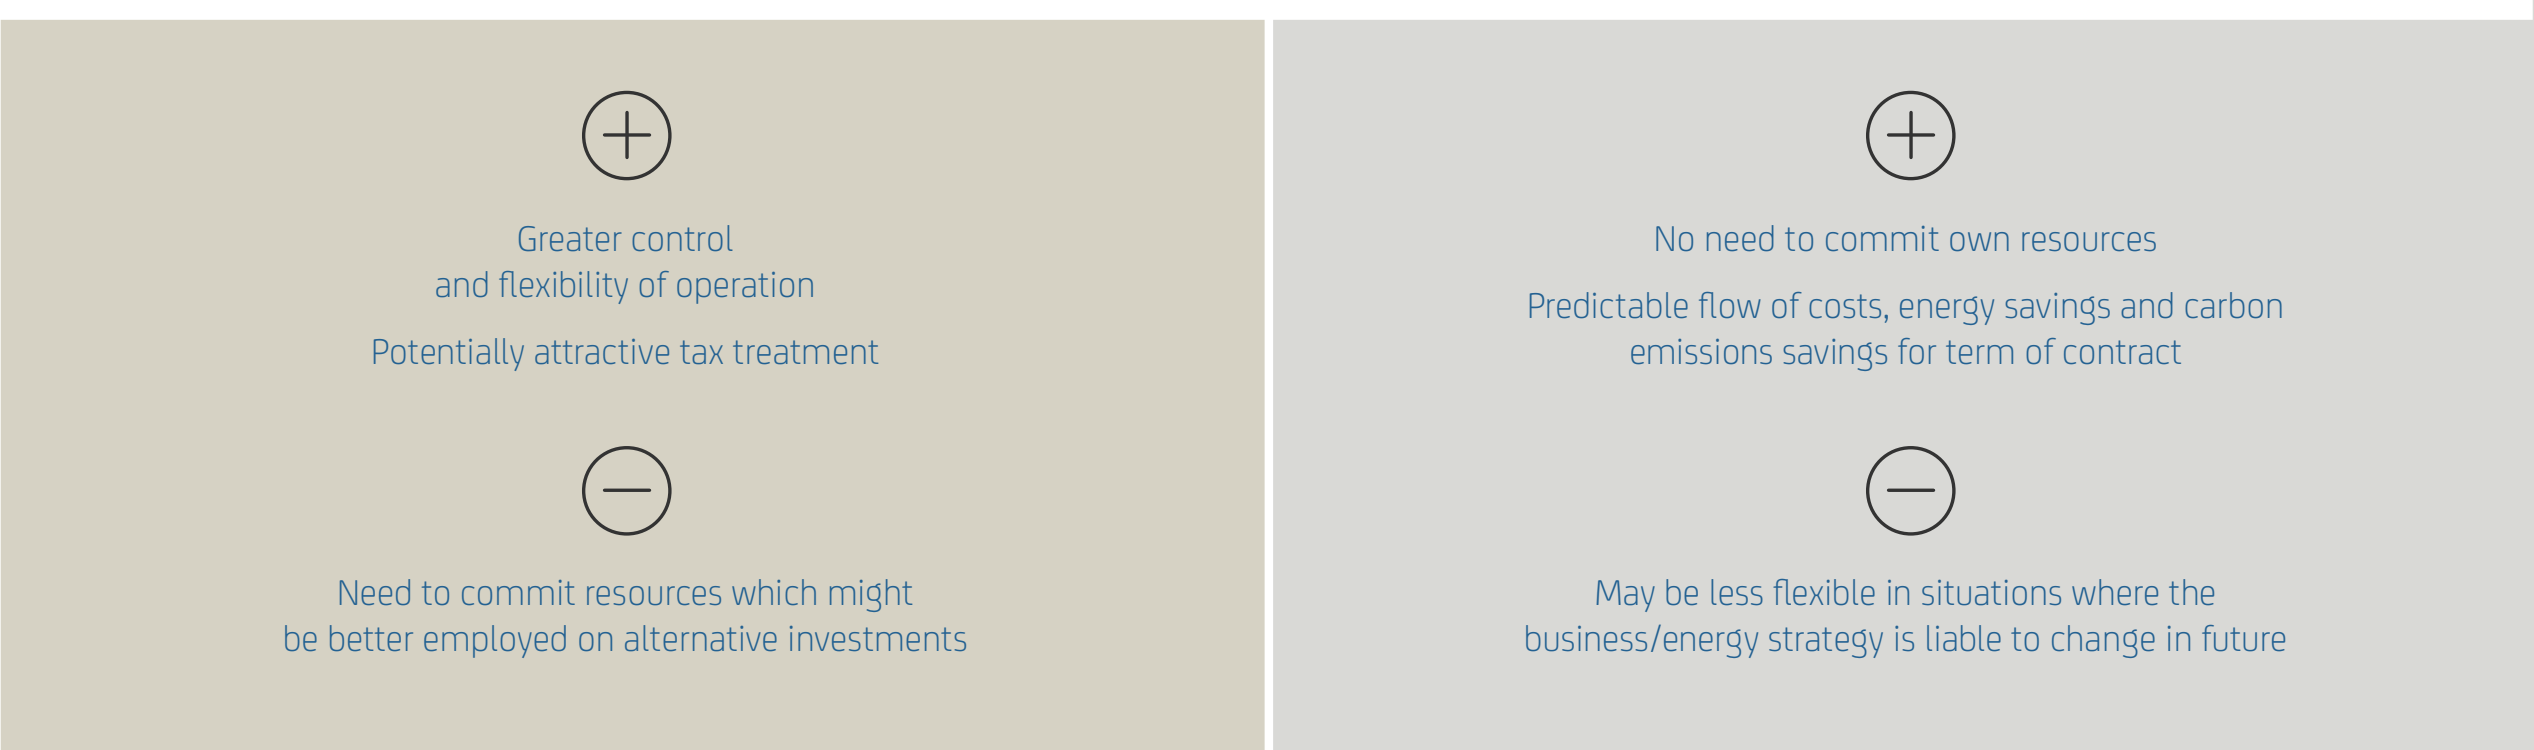 Greater control
and flexibility of operation
Potentially attractive tax treatment
Need to commit resources which might
be better employed on alternative investments
No need to commit own resources
Predictable flow of costs, energy savings and carbon
emissions savings for term of contract
May be less flexible in situations where the
business/energy strategy is liable to change in future